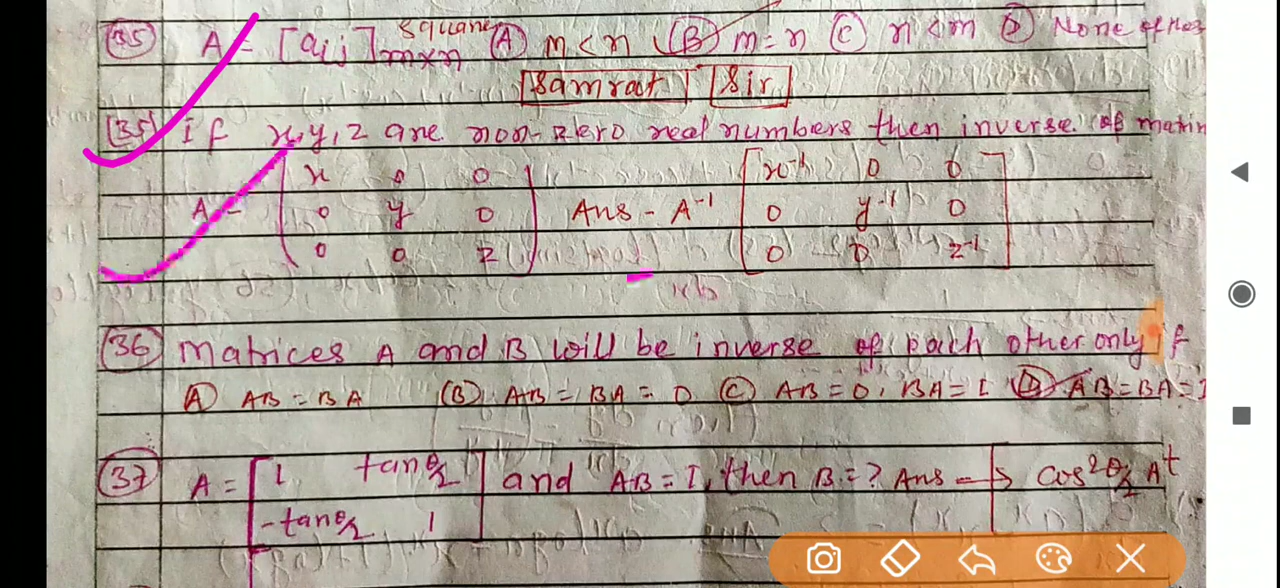 (35) A = [aij]m×n square (A) m < n (B) m = n (C) n < m (D) None of
Samrat Sir
(35) If x, y, z are non-zero real numbers then inverse of
A = [x 0 0 Ans - A⁻¹ [x⁻¹ 0 0
0 y 0 0 y⁻¹ 0
0 0 z] 0 0 z⁻¹]
(36) Matrices A and B will be inverse of each other only if
(A) AB = BA (B) AB = BA = 0 (C) AB = 0, BA = I (D) AB = BA = I
(37) A = [1 tanθ/2 and AB = I, then B = ? Ans → cos²θ/2 Aᵗ
-tanθ/2 1]